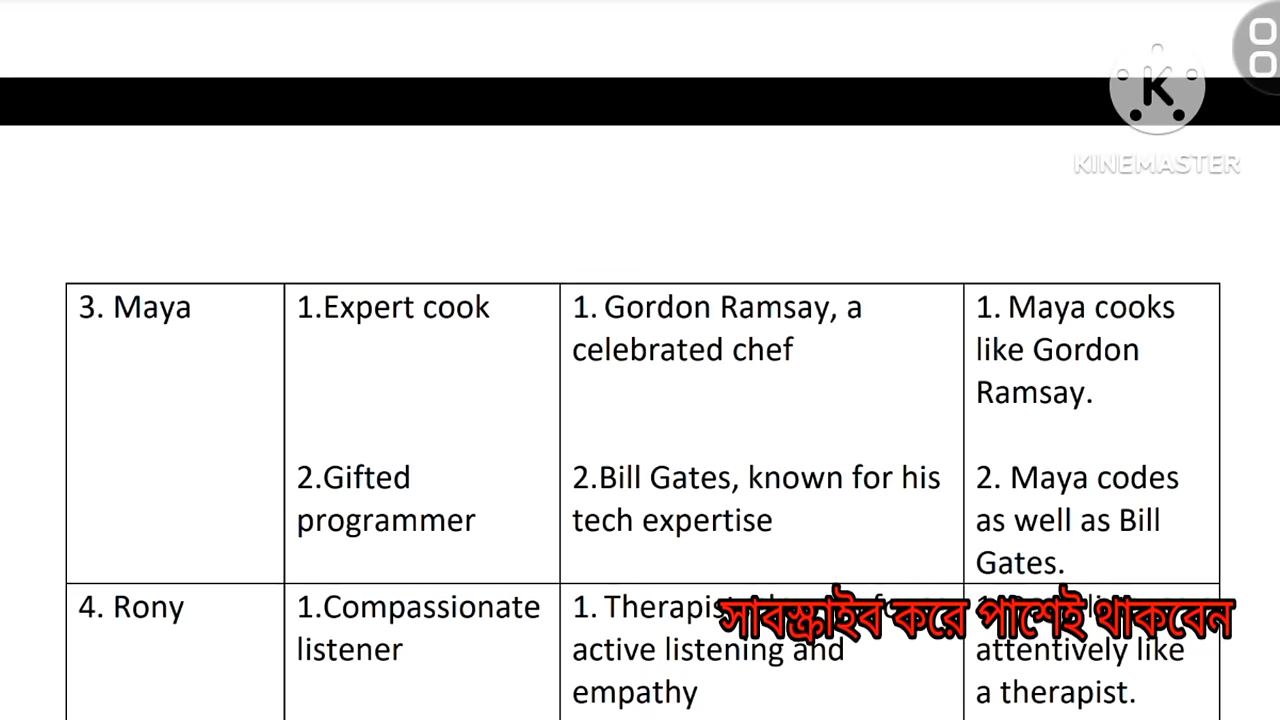 KINEMASTER
3. Maya
1.Expert cook
2.Gifted
programmer
1. Gordon Ramsay, a
celebrated chef
2.Bill Gates, known for his
tech expertise
1. Maya cooks
like Gordon
Ramsay.
2. Maya codes
as well as Bill
Gates.
4. Rony
1.Compassionate
listener
1.
active listening and
empathy
attentively like
a therapist.
সাবস্ক্রাইব করে পাশেই থাকবেন